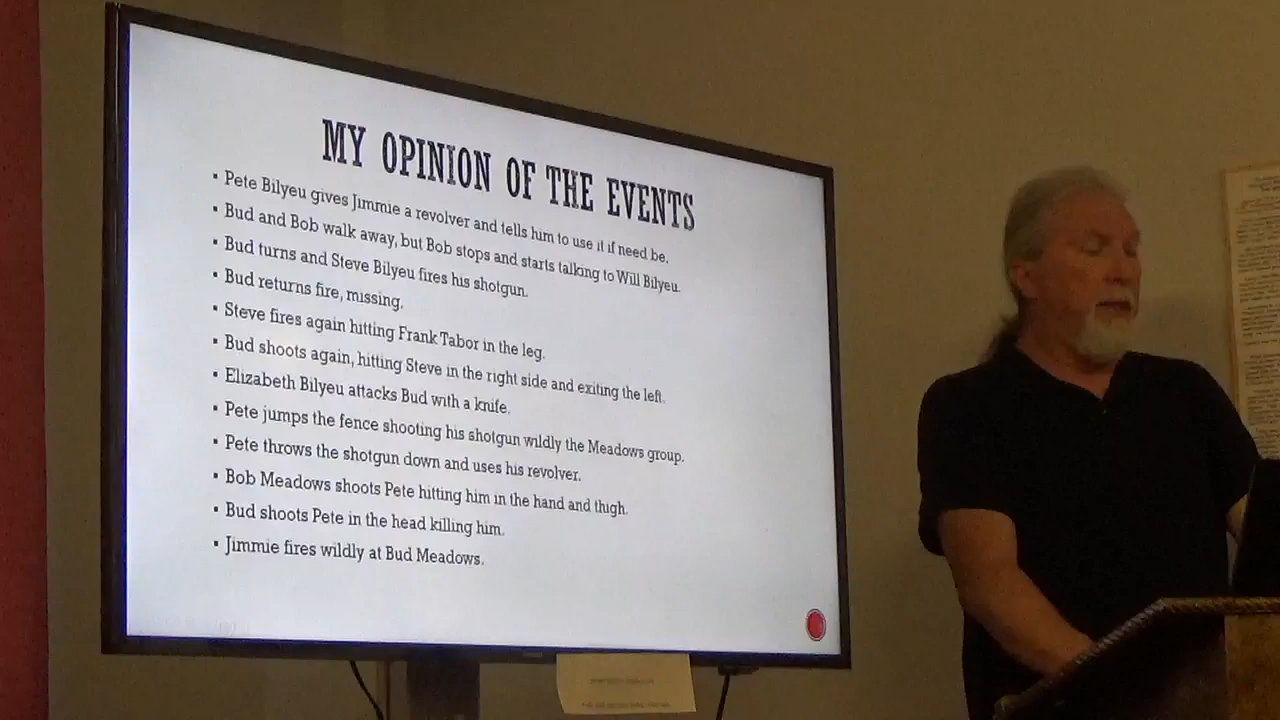 MY OPINION OF THE EVENTS
▪ Pete Bilyeu gives Jimmie a revolver and tells him to use it if need be.
▪ Bud and Bob walk away, but Bob stops and starts talking to Will Bilyeu.
▪ Bud turns and Steve Bilyeu fires his shotgun.
▪ Bud returns fire, missing.
▪ Steve fires again hitting Frank Tabor in the leg.
▪ Bud shoots again, hitting Steve in the right side and exiting the left.
▪ Elizabeth Bilyeu attacks Bud with a knife.
▪ Pete jumps the fence shooting his shotgun wildly the Meadows group.
▪ Pete throws the shotgun down and uses his revolver.
▪ Bob Meadows shoots Pete hitting him in the hand and thigh.
▪ Bud shoots Pete in the head killing him.
▪ Jimmie fires wildly at Bud Meadows.